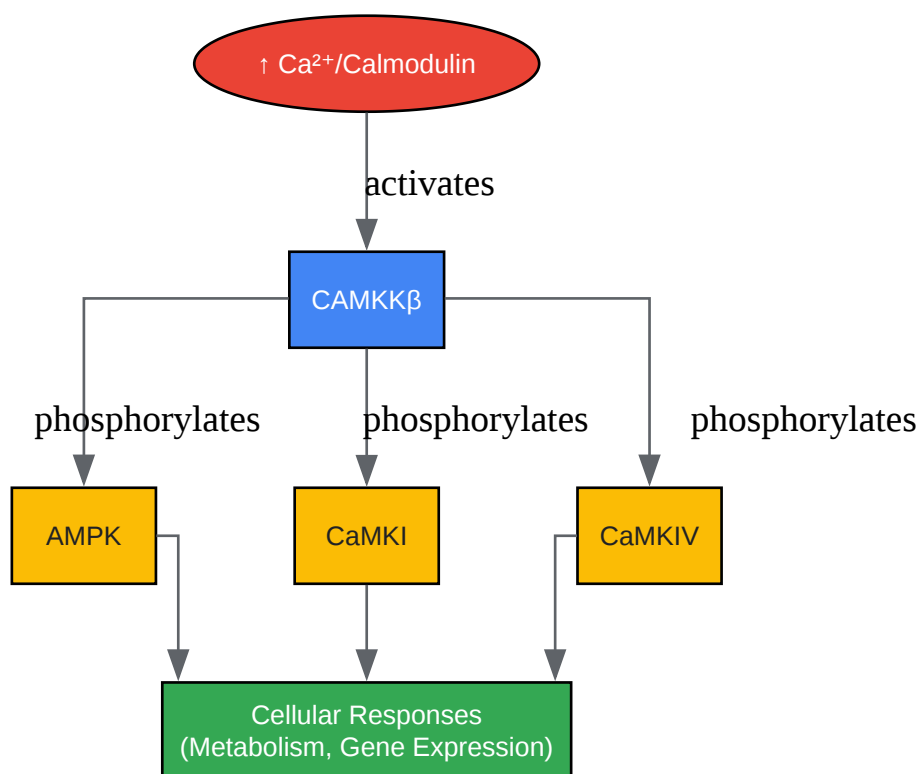 ↑ Ca²⁺/Calmodulin
activates
CAMKKβ
phosphorylates
phosphorylates
phosphorylates
AMPK
CaMKI
CaMKIV
Cellular Responses
(Metabolism, Gene Expression)